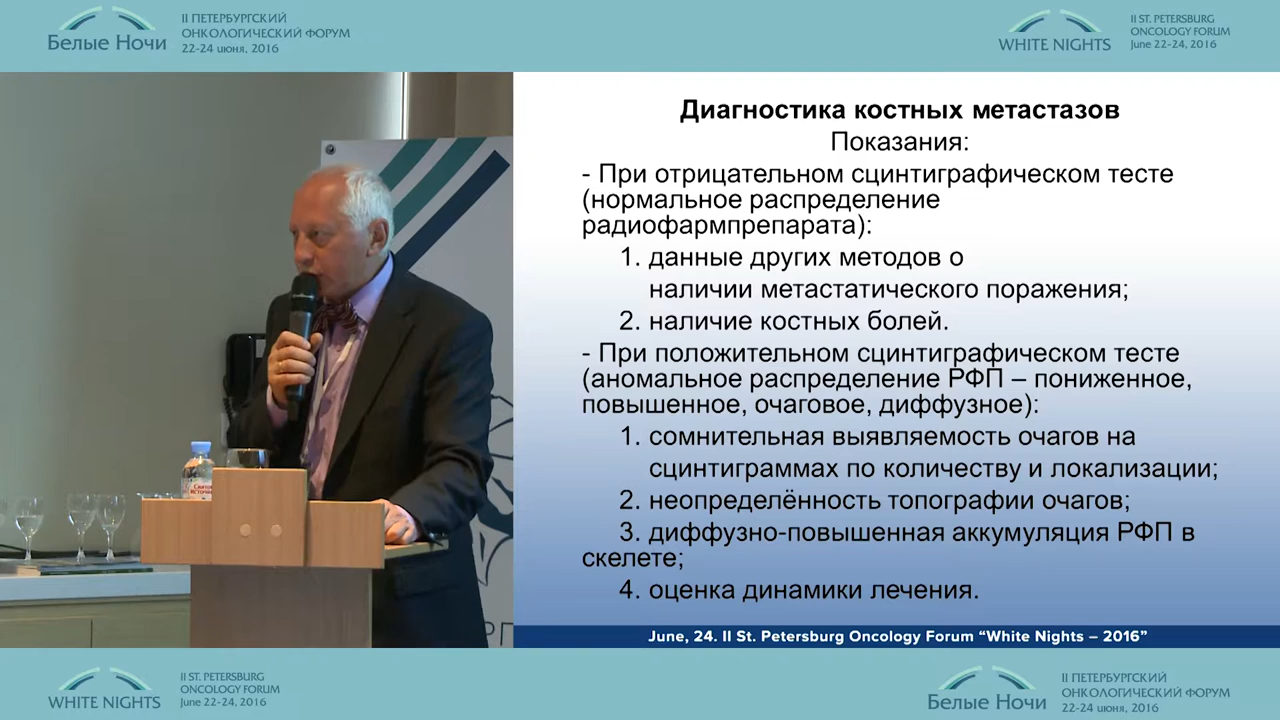 Белые Ночи
II ПЕТЕРБУРГСКИЙ
ОНКОЛОГИЧЕСКИЙ ФОРУМ
22-24 июня, 2016
WHITE NIGHTS
II ST. PETERSBURG
ONCOLOGY FORUM
June 22-24, 2016
Диагностика костных метастазов
Показания:
- При отрицательном сцинтиграфическом тесте
(нормальное распределение
радиофармпрепарата):
1. данные других методов о
наличии метастатического поражения;
2. наличие костных болей.
- При положительном сцинтиграфическом тесте
(аномальное распределение РФП – пониженное,
повышенное, очаговое, диффузное):
1. сомнительная выявляемость очагов на
сцинтиграммах по количеству и локализации;
2. неопределённость топографии очагов;
3. диффузно-повышенная аккумуляция РФП в
скелете;
4. оценка динамики лечения.
June, 24. II St. Petersburg Oncology Forum “White Nights – 2016”
WHITE NIGHTS
II ST. PETERSBURG
ONCOLOGY FORUM
June 22-24, 2016
Белые Ночи
II ПЕТЕРБУРГСКИЙ
ОНКОЛОГИЧЕСКИЙ ФОРУМ
22-24 июня, 2016